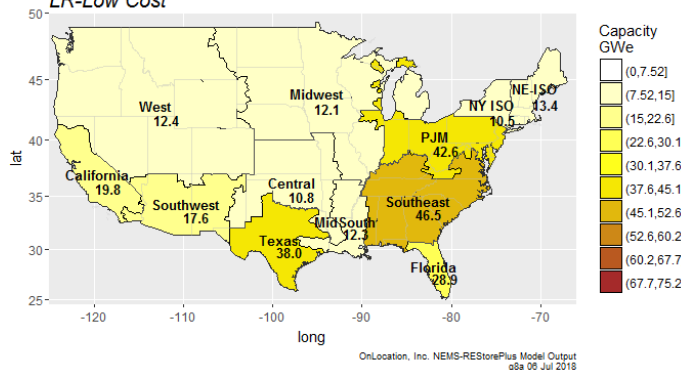 ER-Low Cost
50
45
40
35
30
25
lat
-120
-110
-100
-90
-80
-70
long
West
12.4
Midwest
12.1
NE-ISO
13.4
NY ISO
10.5
PJM
42.6
California
19.8
Southwest
17.6
Central
10.8
Southeast
46.5
MidSouth
12.3
Texas
38.0
Florida
28.9
Capacity
GWe
(0,7.52]
(7.52,15]
(15,22.6]
(22.6,30.1
(30.1,37.6
(37.6,45.1
(45.1,52.6
(52.6,60.2
(60.2,67.7
(67.7,75.2
OnLocation, Inc. NEMS-REStorePlus Model Output
06 Jul 2018